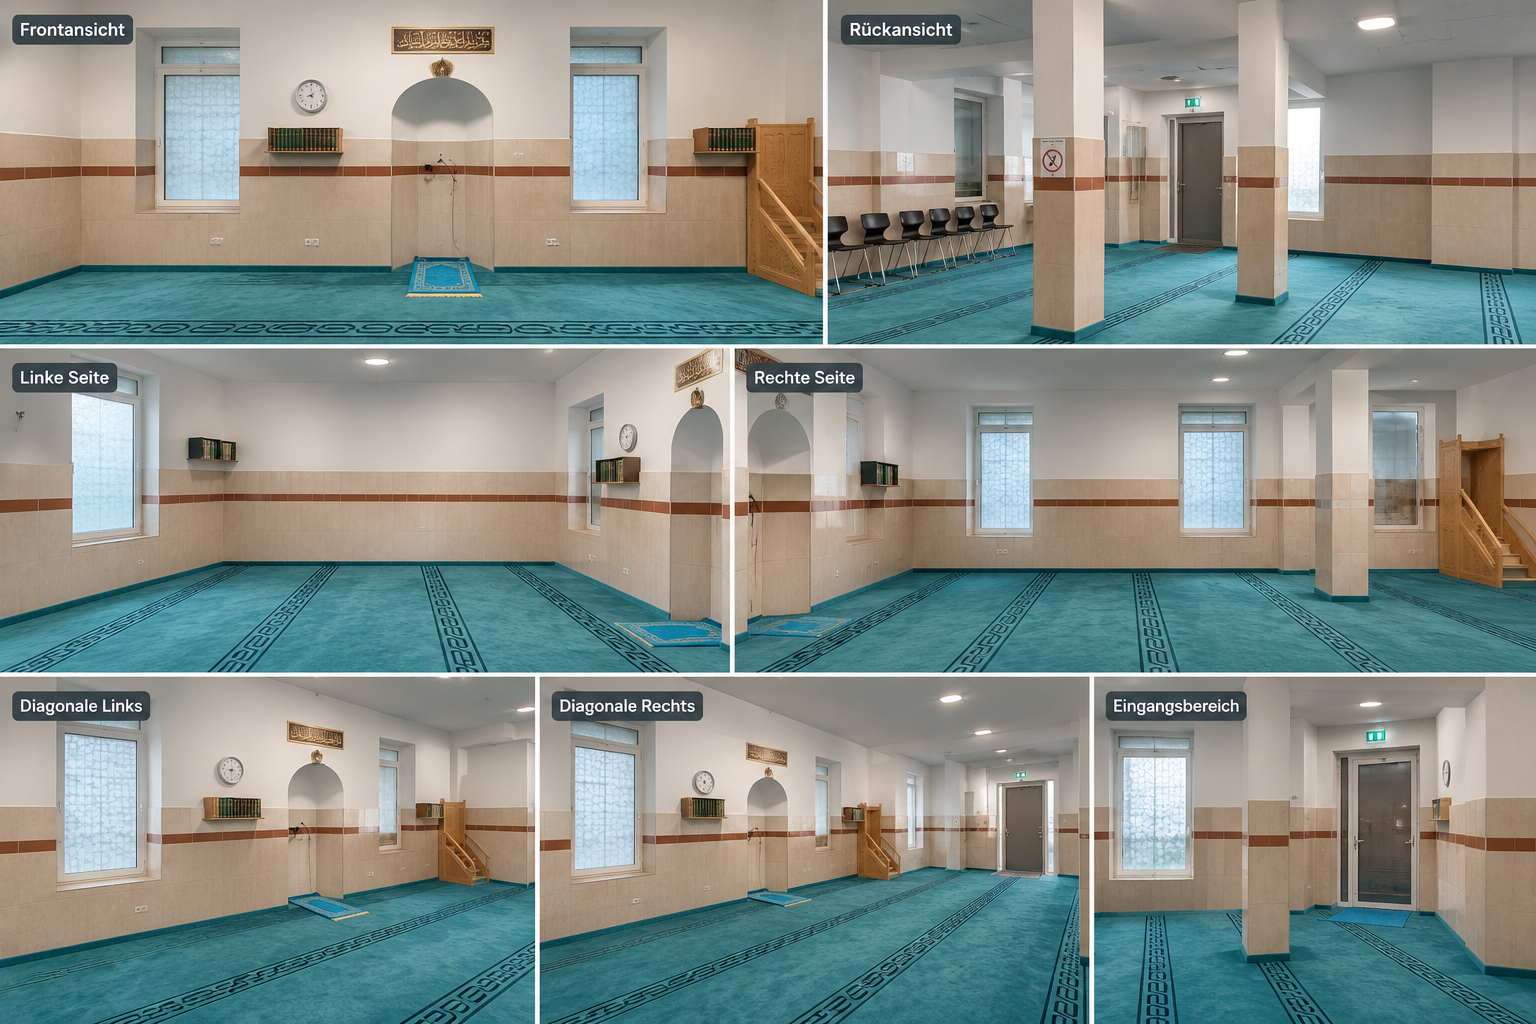 Frontansicht
Rückansicht
Linke Seite
Rechte Seite
Diagonale Links
Diagonale Rechts
Eingangsbereich